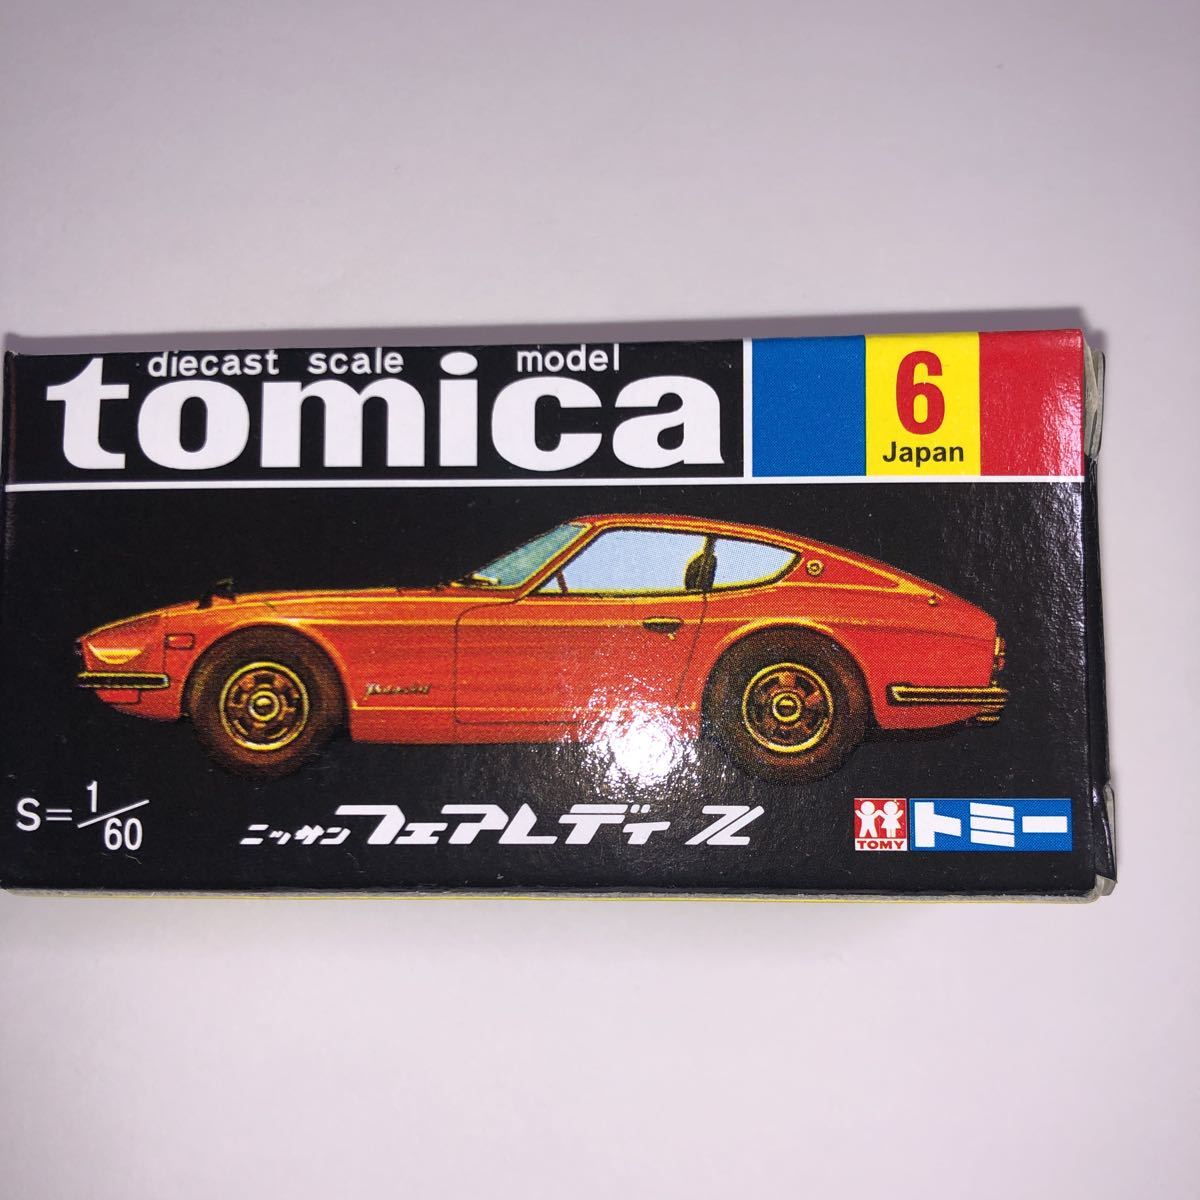 diecast scale model
tomica
6
Japan
S=1/60
ニッサン フェアレディ Z
TOMY
トミー